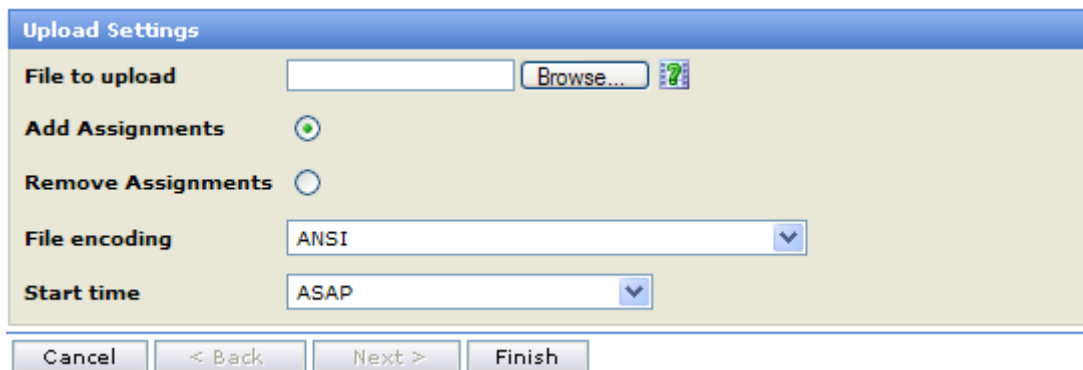 Upload Settings
File to upload Browse... ?
Add Assignments
Remove Assignments
File encoding ANSI
Start time ASAP
Cancel < Back Next > Finish